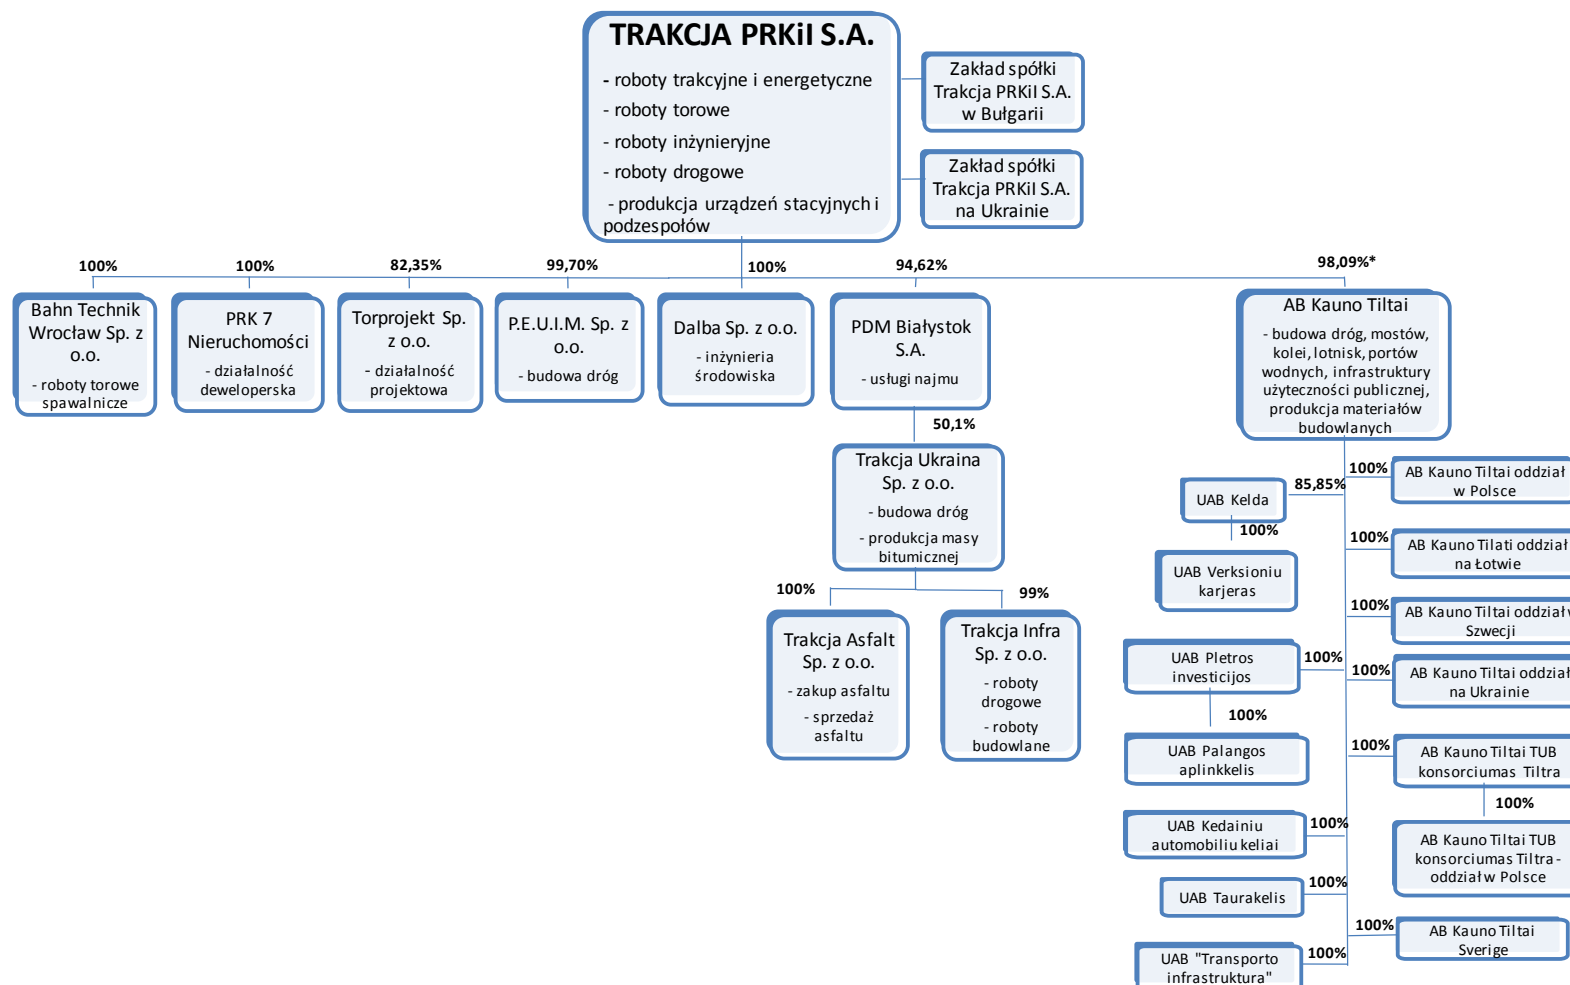 TRAKCJA PRKiI S.A.
- roboty trakcyjne i energetyczne
- roboty torowe
- roboty inżynieryjne
- roboty drogowe
- produkcja urządzeń stacyjnych i
podzespołów
Zakład spółki
Trakcja PRKiI S.A.
w Bułgarii
Zakład spółki
Trakcja PRKiI S.A.
na Ukrainie
100%
100%
82,35%
99,70%
100%
94,62%
98,09%*
Bahn Technik
Wrocław Sp. z
o.o.
- roboty torowe
spawalnicze
PRK 7
Nieruchomości
- działalność
deweloperska
Torprojekt Sp.
z o.o.
- działalność
projektowa
P.E.U.I.M. Sp. z
o.o.
- budowa dróg
Dalba Sp. z o.o.
- inżynieria
środowiska
PDM Białystok
S.A.
- usługi najmu
AB Kauno Tiltai
- budowa dróg, mostów,
kolei, lotnisk, portów
wodnych, infrastruktury
użyteczności publicznej,
produkcja materiałów
budowlanych
50,1%
Trakcja Ukraina
Sp. z o.o.
- budowa dróg
- produkcja masy
bitumicznej
100%
99%
Trakcja Asfalt
Sp. z o.o.
- zakup asfaltu
- sprzedaż
asfaltu
Trakcja Infra
Sp. z o.o.
- roboty
drogowe
- roboty
budowlane
85,85%
UAB Kelda
100%
UAB Verksioniu
karjeras
100%
UAB Pletros
investicijos
100%
UAB Palangos
aplinkkelis
100%
UAB Kedainiu
automobiliu keliai
100%
UAB Taurakelis
100%
UAB "Transporto
infrastruktura"
100%
AB Kauno Tiltai oddział
w Polsce
100%
AB Kauno Tilati oddział
na Łotwie
100%
AB Kauno Tiltai oddział w
Szwecji
100%
AB Kauno Tiltai oddział
na Ukrainie
100%
AB Kauno Tiltai TUB
konsorciumas Tiltra
100%
AB Kauno Tiltai TUB
konsorciumas Tiltra -
oddział w Polsce
100%
AB Kauno Tiltai
Sverige